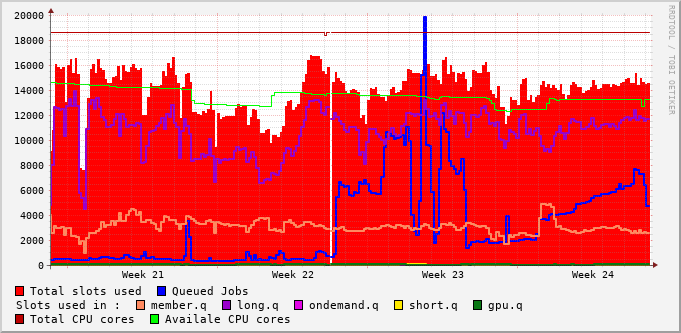 20000
18000
16000
14000
12000
10000
8000
6000
4000
2000
0
Week 21 Week 22 Week 23 Week 24
RRDTOOL / TOBI OETIKER
Total slots used Queued Jobs
Slots used in : member.q long.q ondemand.q short.q gpu.q
Total CPU cores Availale CPU cores